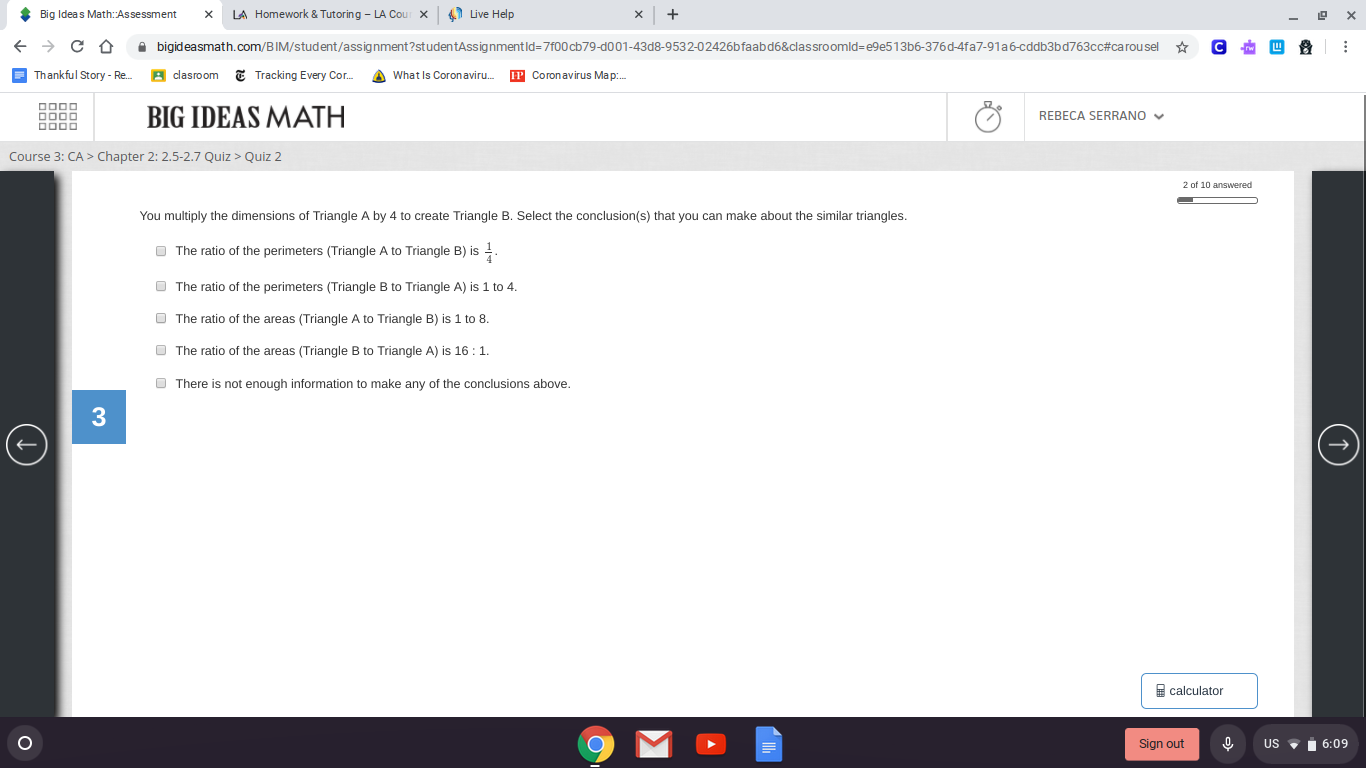 Big Ideas Math::Assessment
Homework & Tutoring – LA Cou
Live Help
bigideasmath.com/BIM/student/assignment?studentAssignmentId=7f00cb79-d001-43d8-9532-02426bfaabd6&classroomId=e9e513b6-376d-4fa7-91a6-cddb3bd763cc#carousel
Thankful Story - Re... clasroom Tracking Every Cor... What Is Coronaviru... FP Coronavirus Map:...
BIG IDEAS MATH
REBECA SERRANO
Course 3: CA > Chapter 2: 2.5-2.7 Quiz > Quiz 2
2 of 10 answered
You multiply the dimensions of Triangle A by 4 to create Triangle B. Select the conclusion(s) that you can make about the similar triangles.
The ratio of the perimeters (Triangle A to Triangle B) is 1/4.
The ratio of the perimeters (Triangle B to Triangle A) is 1 to 4.
The ratio of the areas (Triangle A to Triangle B) is 1 to 8.
The ratio of the areas (Triangle B to Triangle A) is 16 : 1.
There is not enough information to make any of the conclusions above.
3
calculator
Sign out
US 6:09